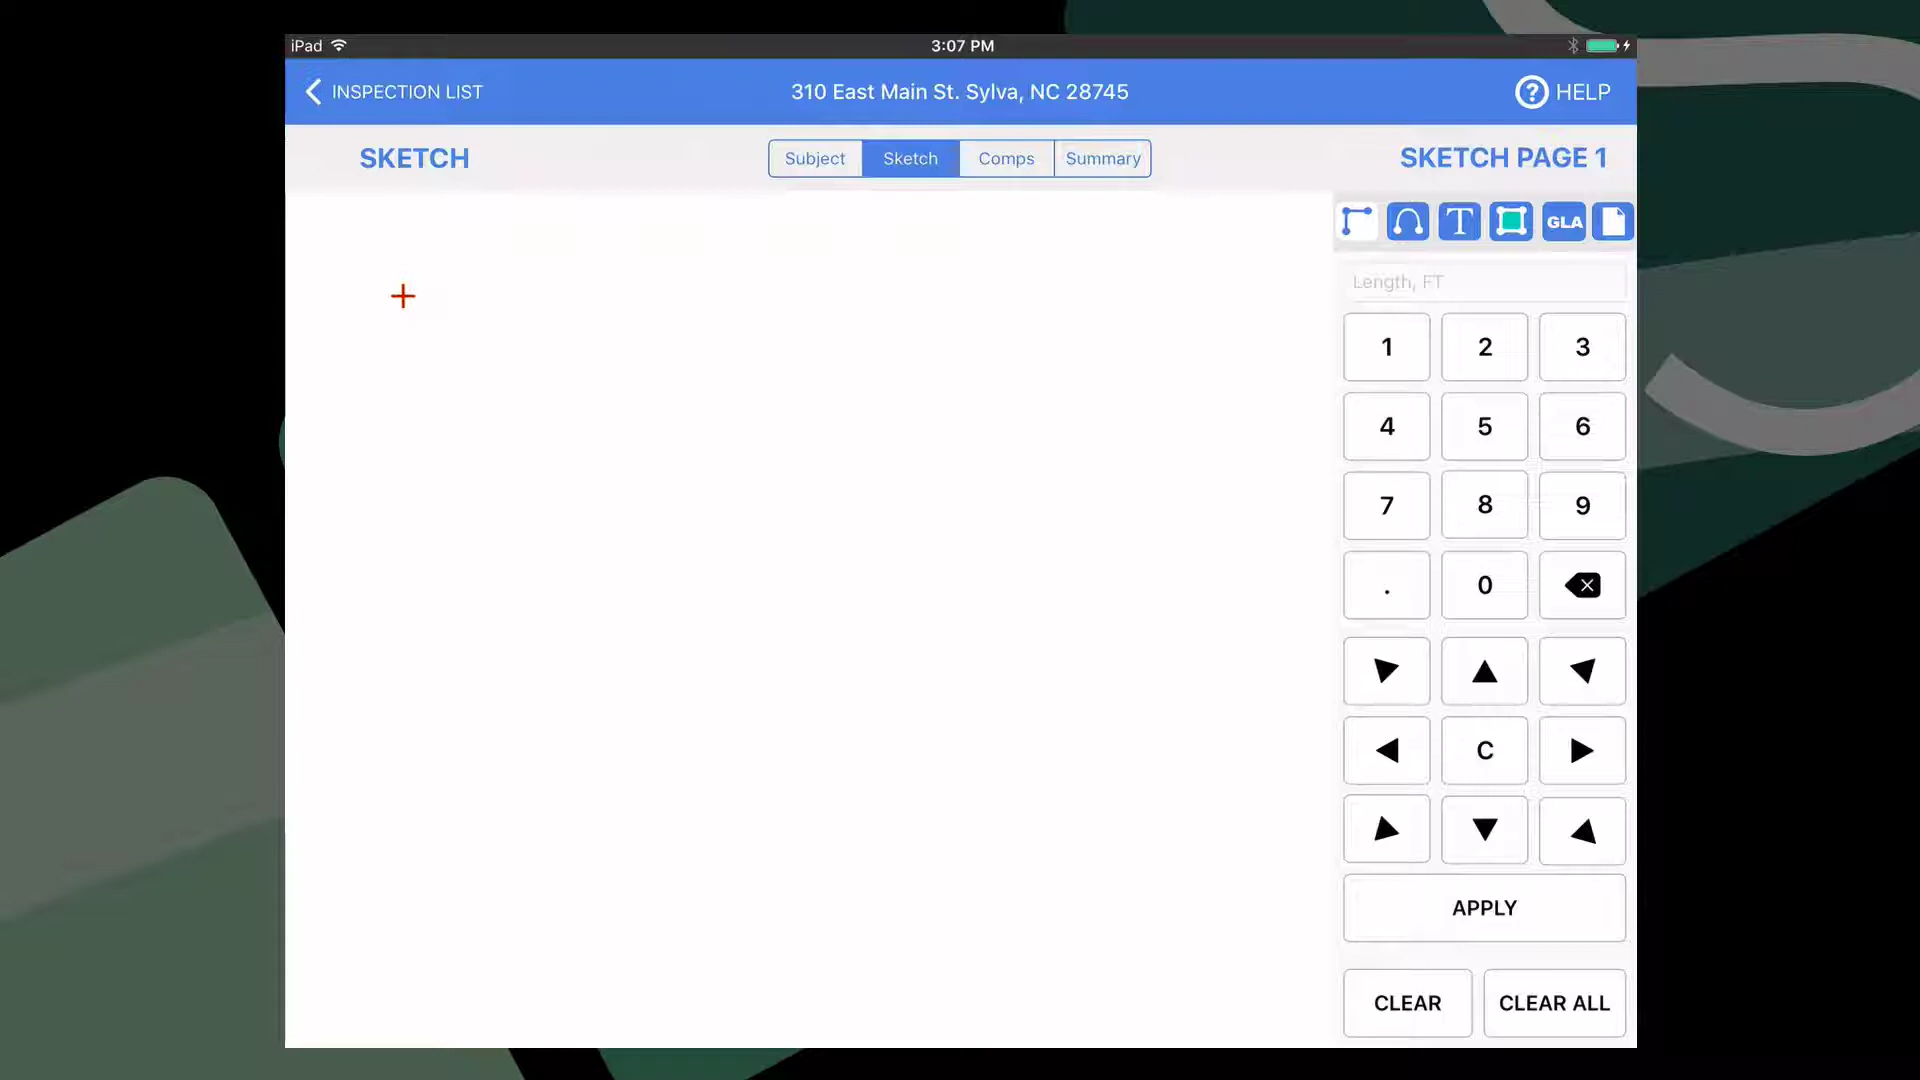 iPad
3:07 PM
INSPECTION LIST
310 East Main St. Sylva, NC 28745
? HELP
SKETCH
Subject
Sketch
Comps
Summary
SKETCH PAGE 1
T
GLA
Length, FT
1 2 3
4 5 6
7 8 9
. 0
C
APPLY
CLEAR
CLEAR ALL